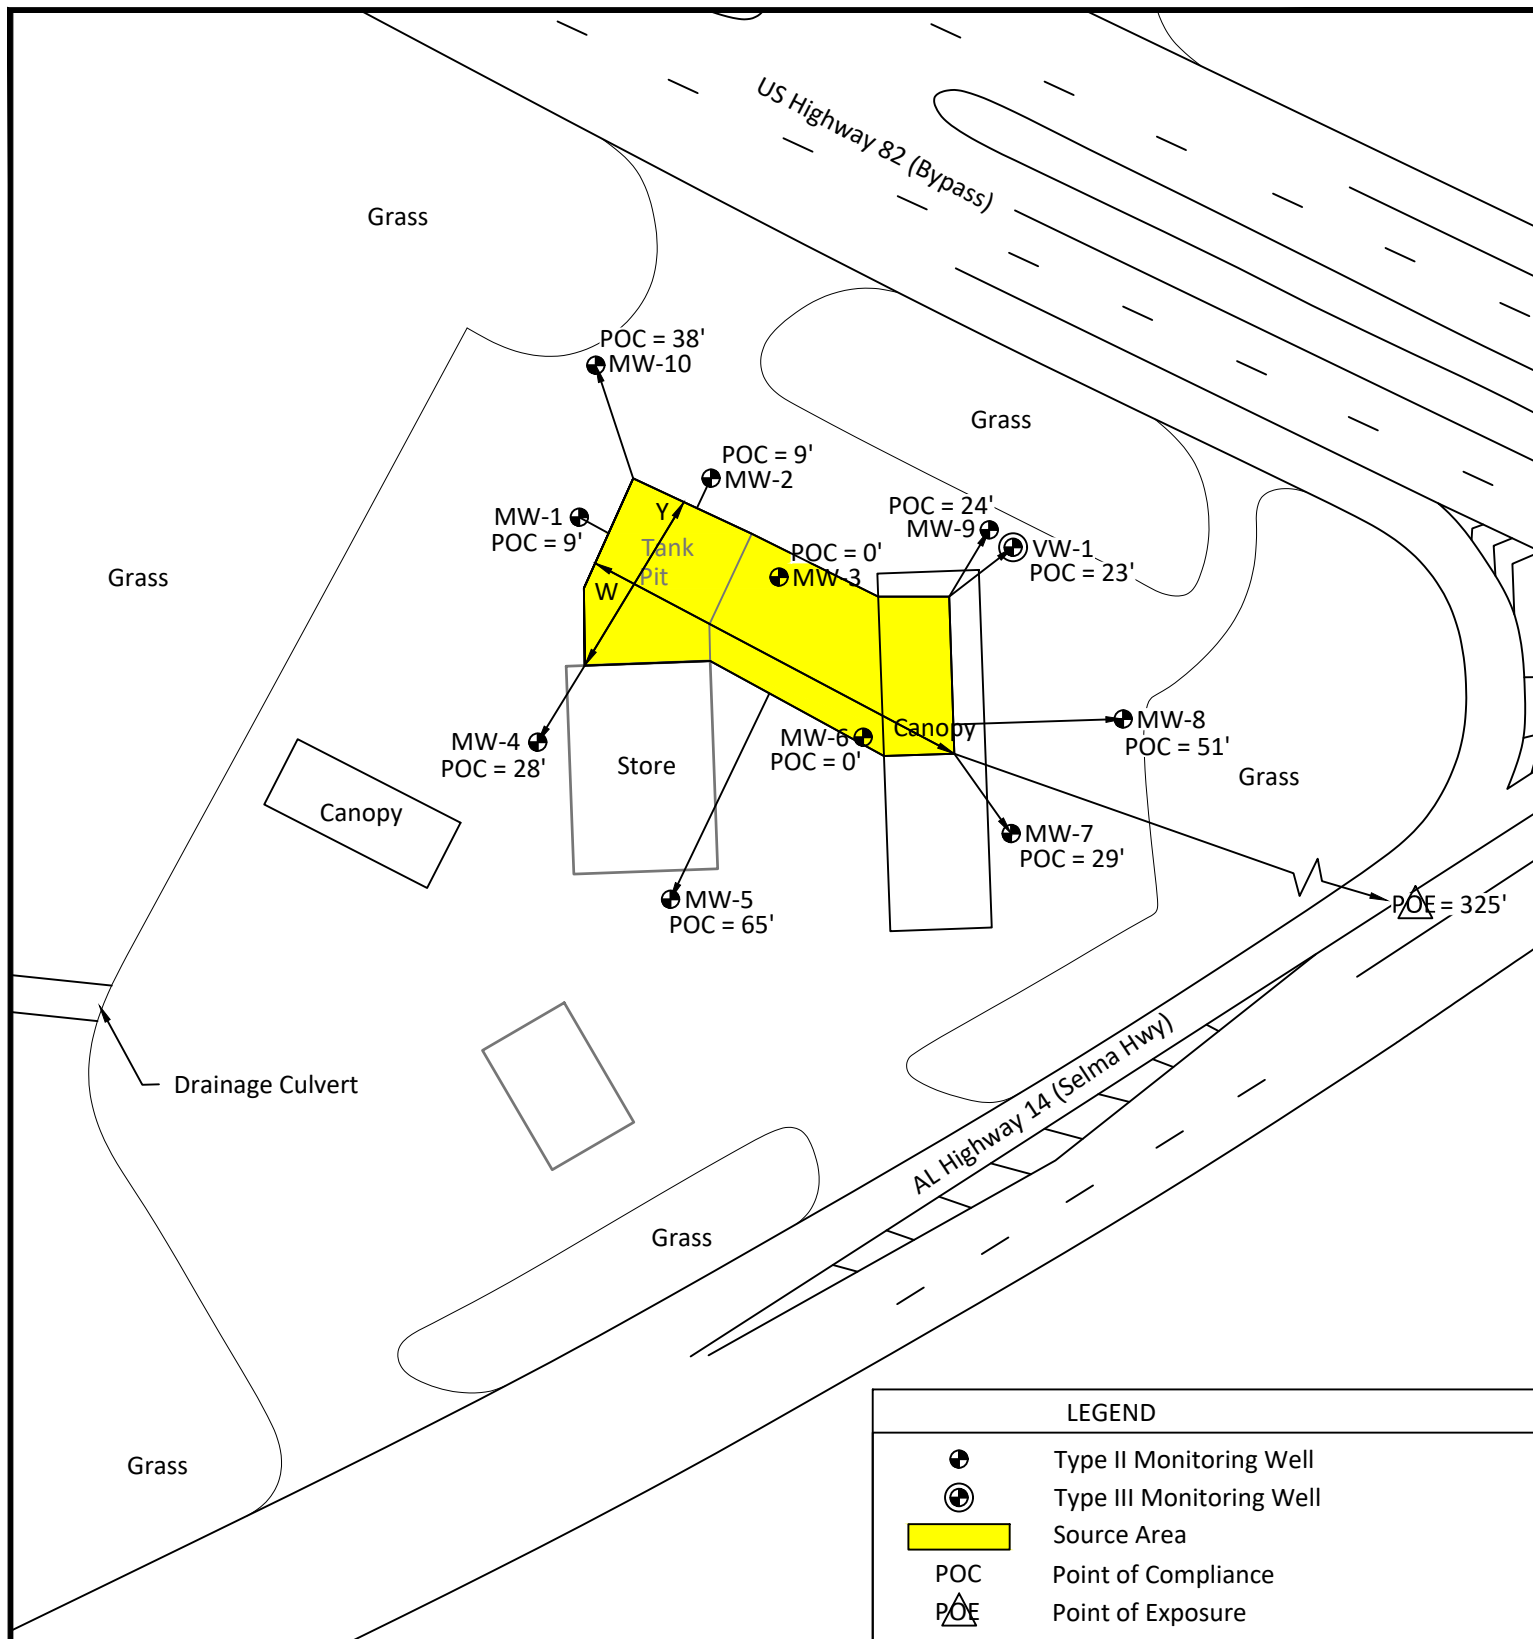 US Highway 82 (Bypass)
Grass
POC = 38'
MW-10
Grass
POC = 9'
MW-2
Y
MW-1
POC = 9'
Tank
Pit
W
POC = 24'
MW-9
VW-1
POC = 23'
POC = 0'
MW-3
Grass
MW-8
POC = 51'
Canopy
MW-6
POC = 0'
MW-4
POC = 28'
Store
Grass
Canopy
MW-7
POC = 29'
MW-5
POC = 65'
POE = 325'
Drainage Culvert
AL Highway 14 (Selma Hwy)
Grass
Grass
LEGEND
Type II Monitoring Well
Type III Monitoring Well
Source Area
POC Point of Compliance
POE Point of Exposure